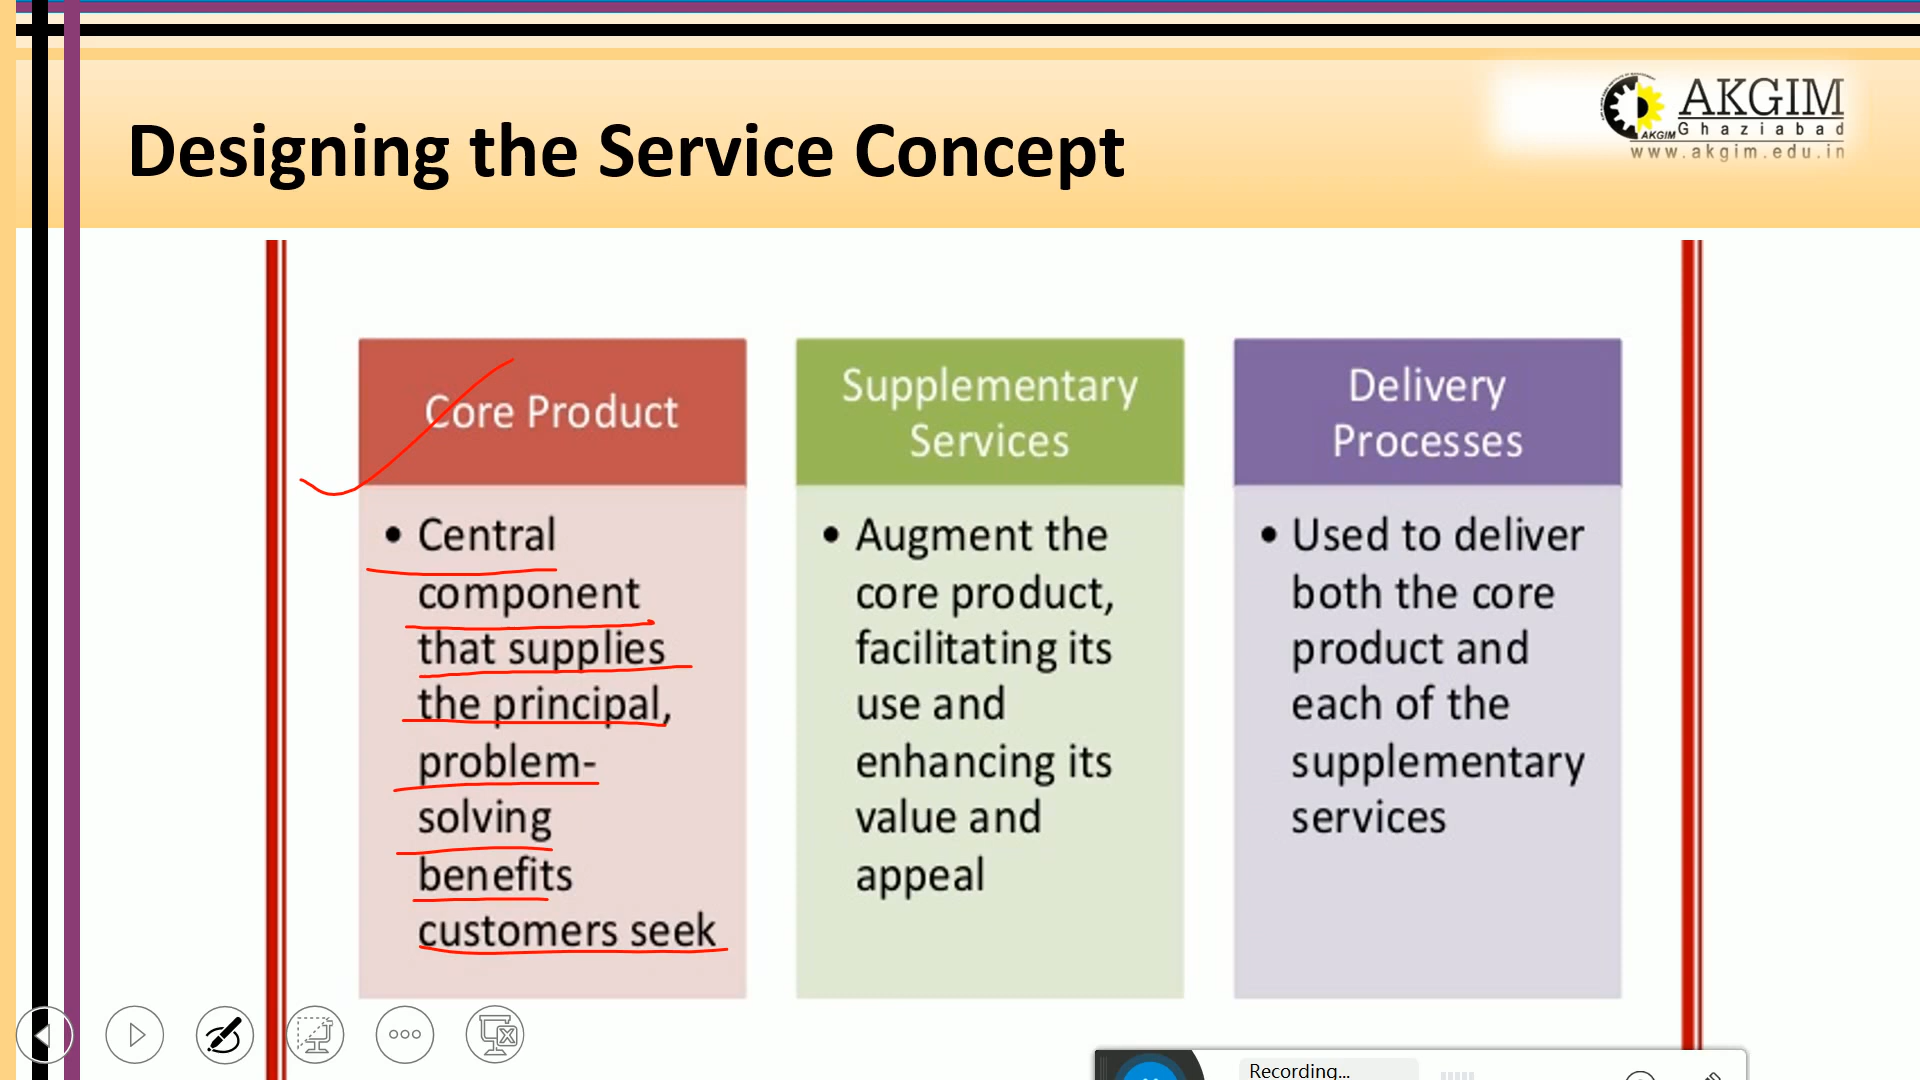 Designing the Service Concept
AKGIM
Ghaziabad
www.akgim.edu.in
AKGIM
Core Product
• Central
component
that supplies
the principal,
problem-
solving
benefits
customers seek
Supplementary
Services
• Augment the
core product,
facilitating its
use and
enhancing its
value and
appeal
Delivery
Processes
• Used to deliver
both the core
product and
each of the
supplementary
services
Recording...